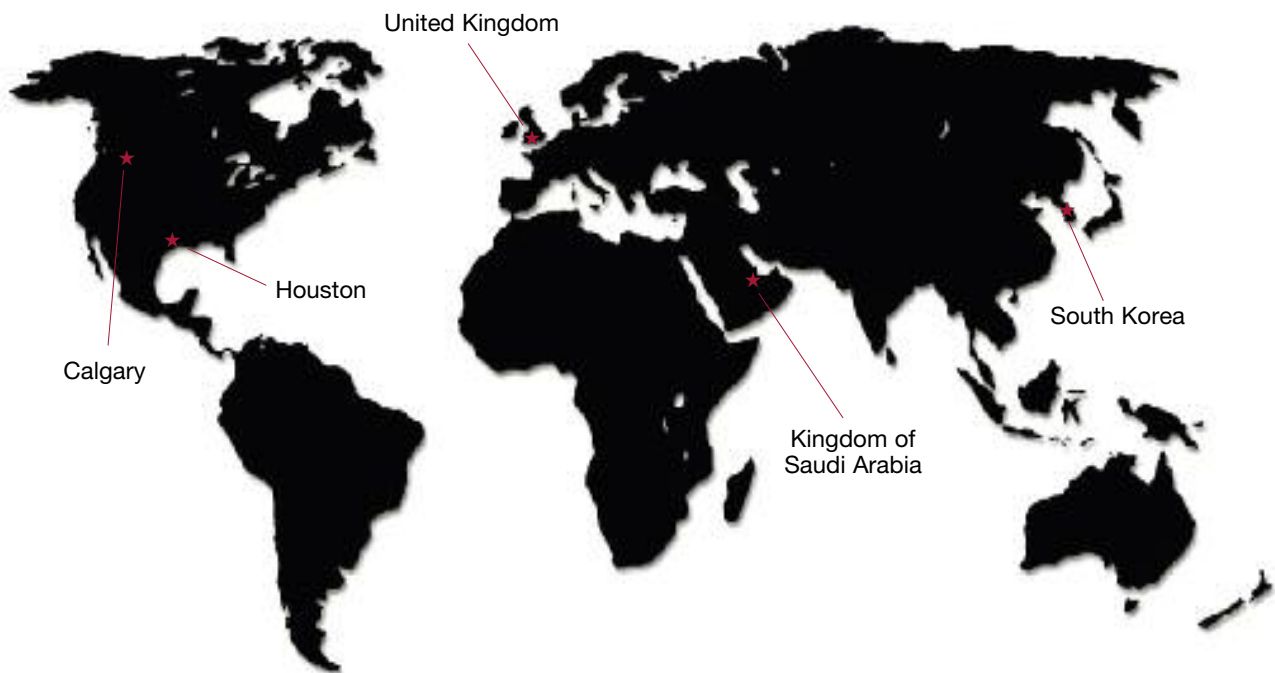 United Kingdom
Houston
South Korea
Calgary
Kingdom of
Saudi Arabia